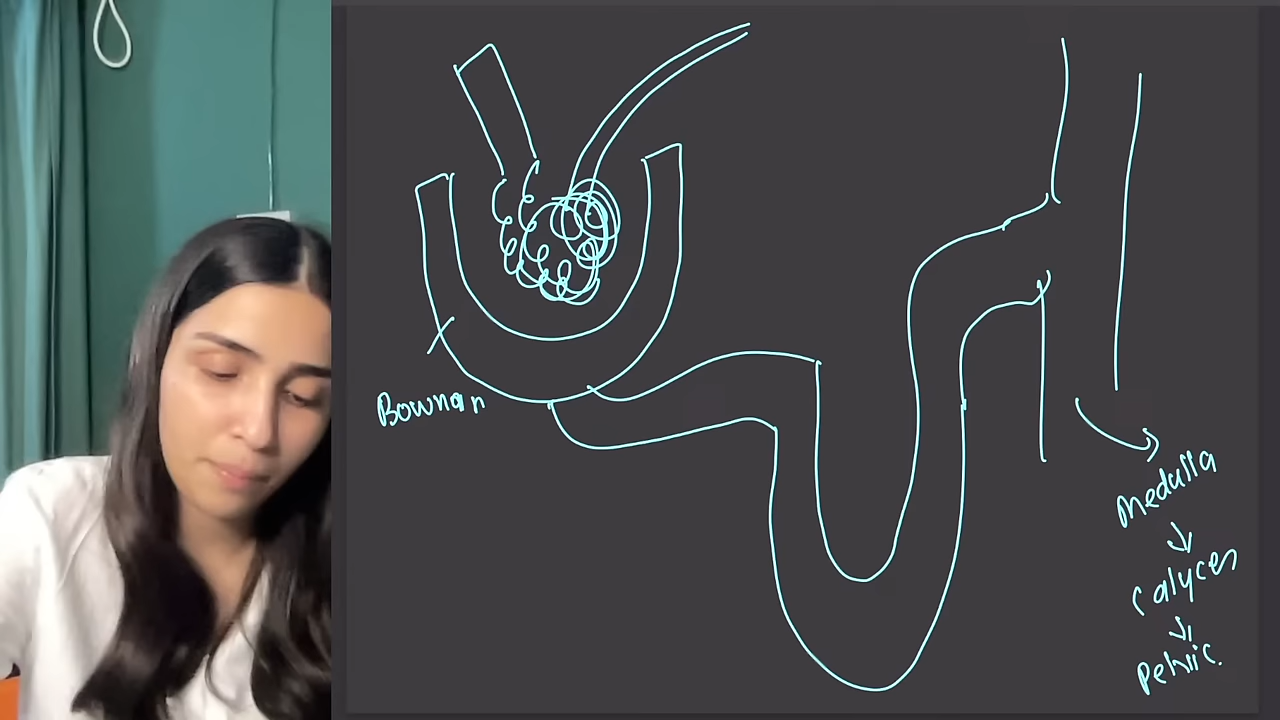 Bowman
Medulla
↓
Calyces
↓
Pelvic.